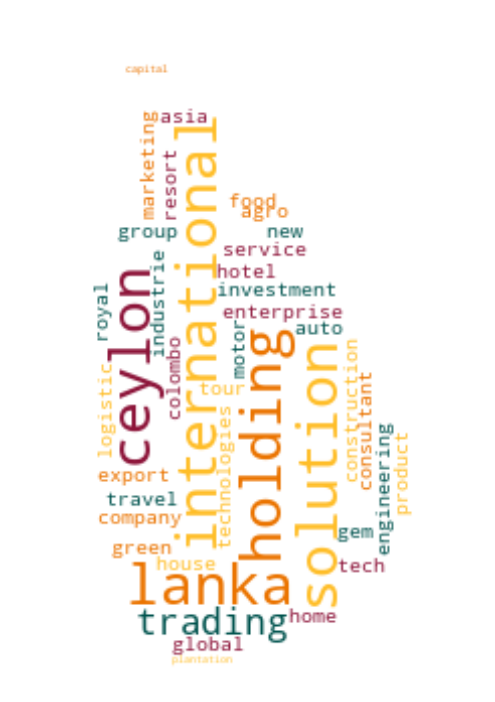 capital
asia
marketing
resort
international
food
agro
group
new
service
industrie
hotel
ceylon
royal
investment
enterprise
motor
auto
holding
colombo
solution
construction
logistic
tour
consultant
technologies
engineering
product
export
travel
company
gem
green
house
tech
lanka
trading
home
global
plantation